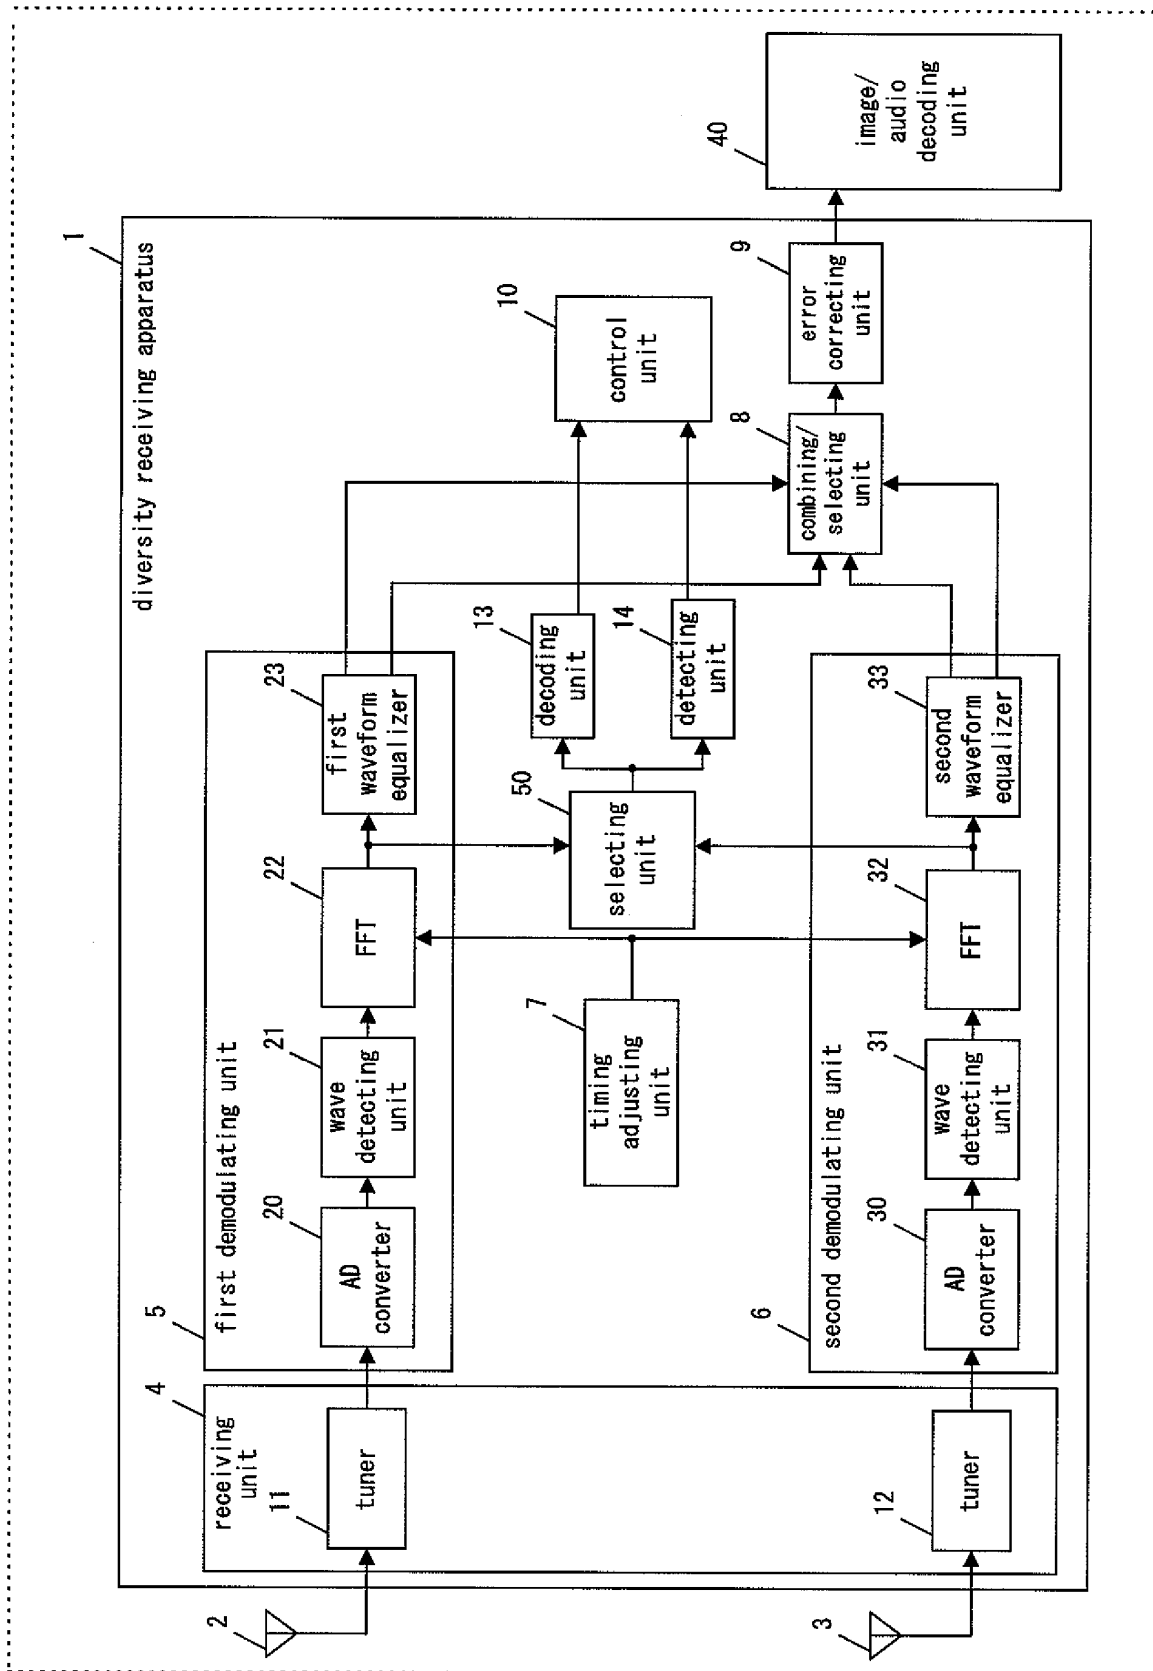 1
diversity receiving apparatus
4
receiving
unit
2
11
tuner
5
first demodulating unit
20
AD
converter
21
wave
detecting
unit
22
FFT
23
first
waveform
equalizer
7
timing
adjusting
unit
50
selecting
unit
13
decoding
unit
14
detecting
unit
10
control
unit
8
combining/
selecting
unit
9
error
correcting
unit
40
image/
audio
decoding
unit
3
12
tuner
6
second demodulating unit
30
AD
converter
31
wave
detecting
unit
32
FFT
33
second
waveform
equalizer